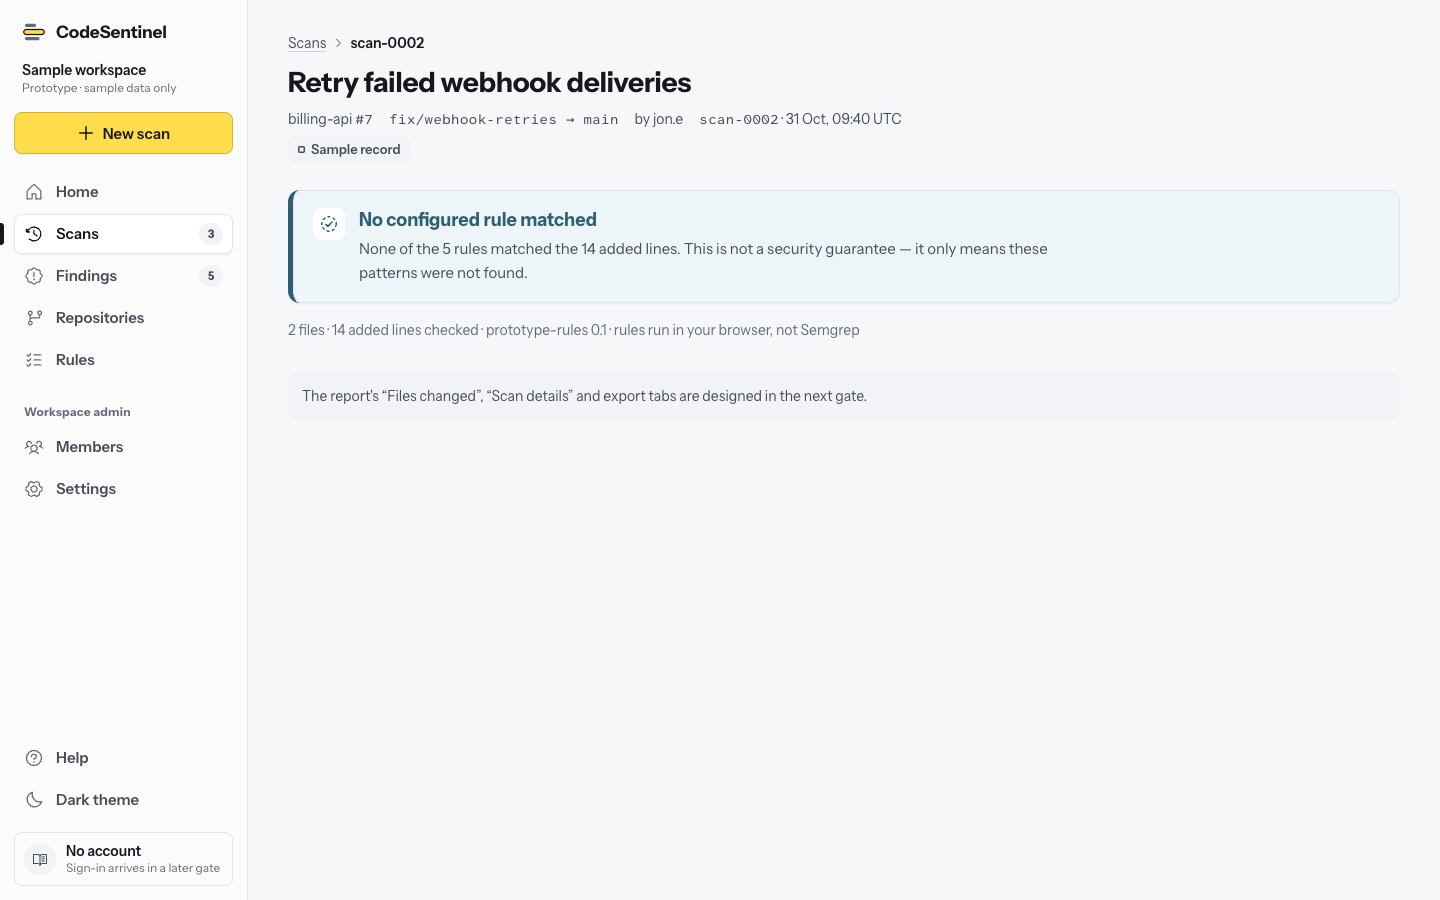 CodeSentinel
Sample workspace
Prototype · sample data only
New scan
Home
Scans 3
Findings 5
Repositories
Rules
Workspace admin
Members
Settings
Help
Dark theme
No account
Sign-in arrives in a later gate
Scans > scan-0002
Retry failed webhook deliveries
billing-api #7 fix/webhook-retries → main by jon.e scan-0002 · 31 Oct, 09:40 UTC
Sample record
No configured rule matched
None of the 5 rules matched the 14 added lines. This is not a security guarantee — it only means these
patterns were not found.
2 files · 14 added lines checked · prototype-rules 0.1 · rules run in your browser, not Semgrep
The report's “Files changed”, “Scan details” and export tabs are designed in the next gate.